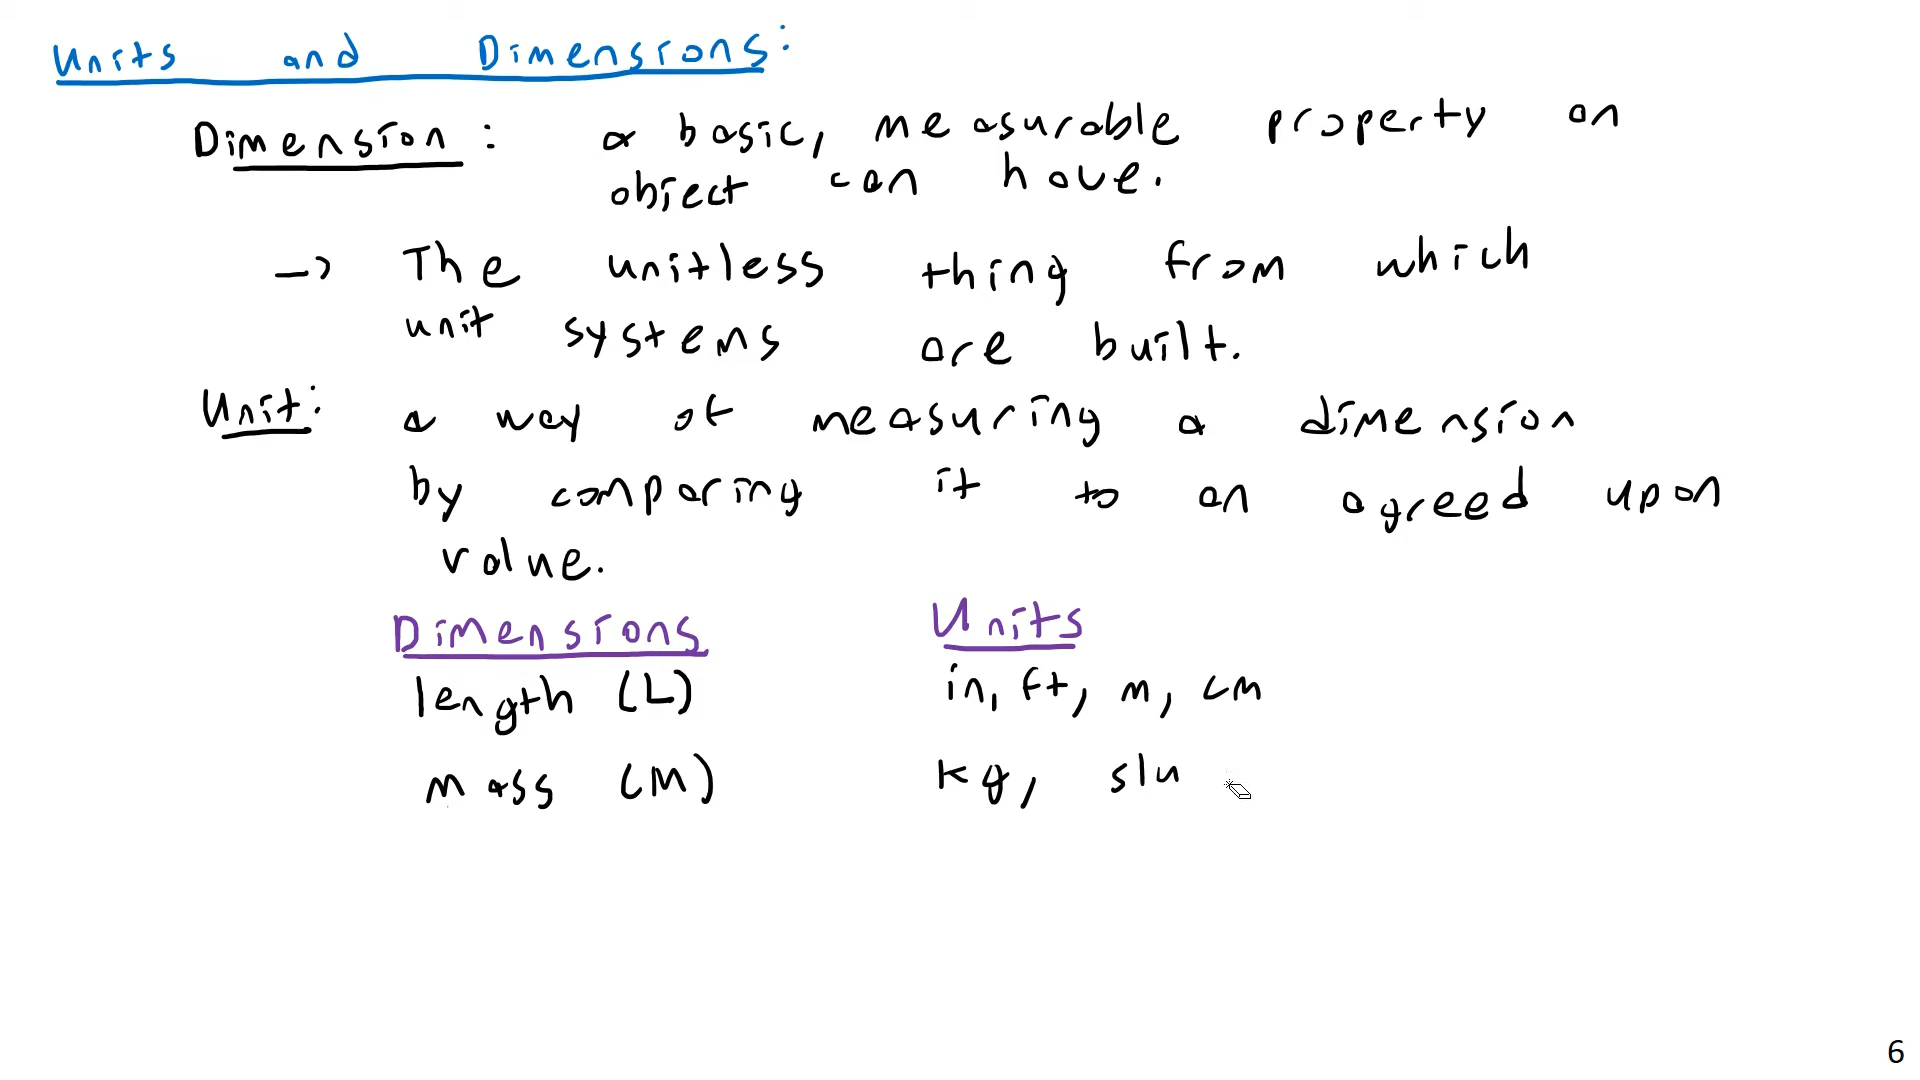 Units and Dimensions:
Dimension: a basic, measurable property an
object can have.
-> The unitless thing from which
unit systems are built.
Unit: a way of measuring a dimension
by comparing it to an agreed upon
value.
Dimensions Units
length (L) in, ft, m, cm
mass (M) kg, slu
6